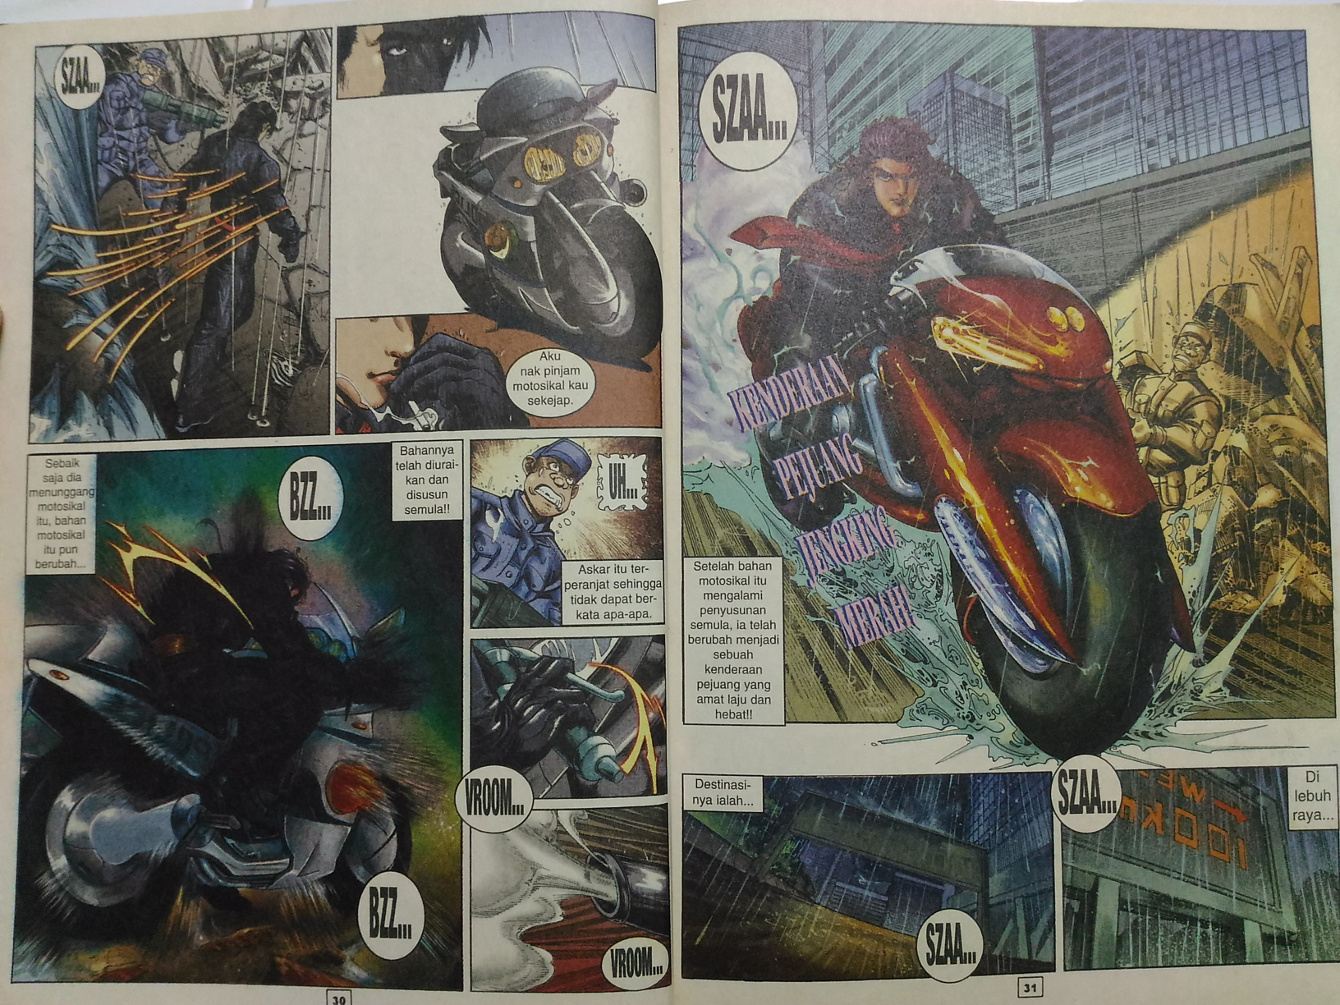 SZAA...
Aku
nak pinjam
motosikal kau
sekejap.
Sebaik
saja dia
menunggang
motosikal
itu, bahan
motosikal
itu pun
berubah...
BZZ...
Bahannya
telah diurai-
kan dan
disusun
semula!!
UH...
Askar itu ter-
peranjat sehingga
tidak dapat ber-
kata apa-apa.
VROOM...
BZZ...
VROOM...
30
SZAA...
KENDERAAN
PEJUANG
JENGKING
MERAH!
Setelah bahan
motosikal itu
mengalami
penyusunan
semula, ia telah
berubah menjadi
sebuah
kenderaan
pejuang yang
amat laju dan
hebat!!
Destinasi-
nya ialah...
SZAA...
SZAA...
Di
lebuh
raya...
31